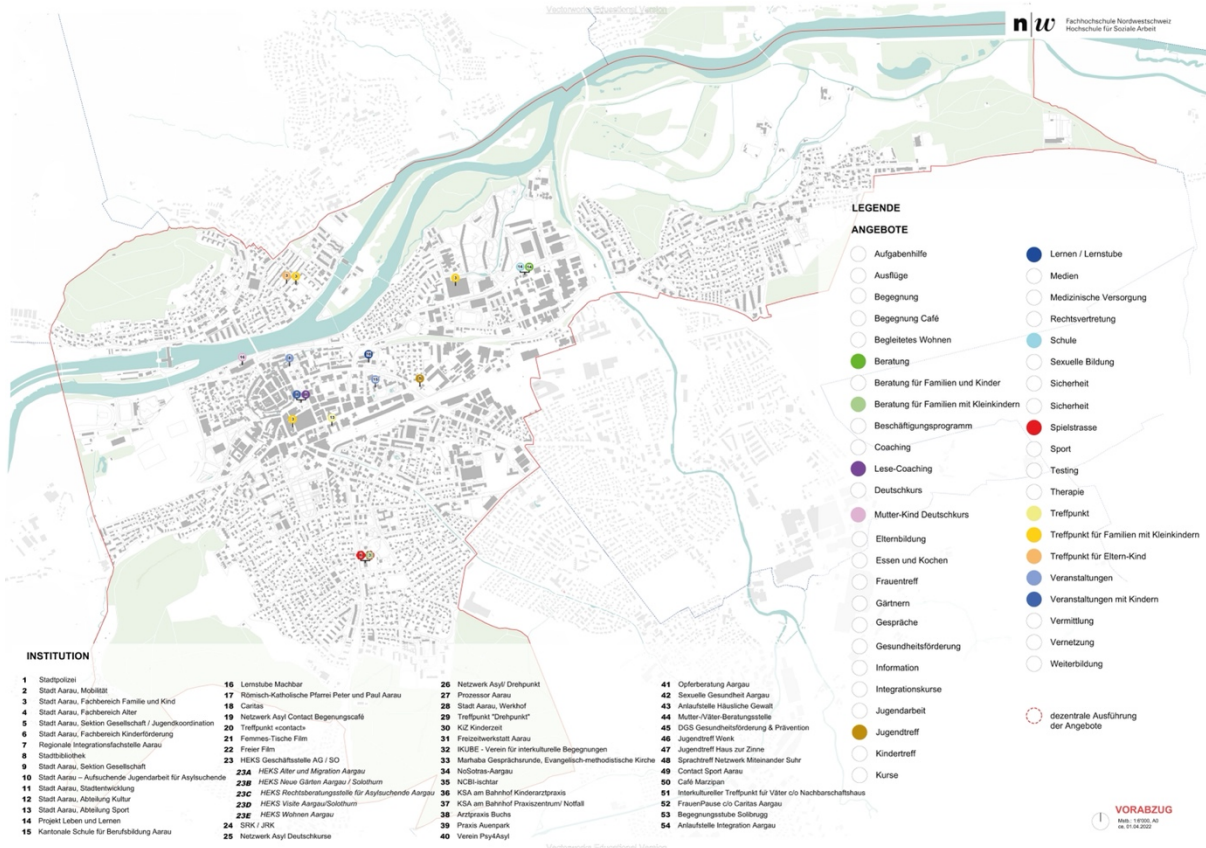 Vectorworks Educational Version
n|w
Fachhochschule Nordwestschweiz
Hochschule für Soziale Arbeit
LEGENDE
ANGEBOTE
Aufgabenhilfe
Ausflüge
Begegnung
Begegnung Café
Begleitetes Wohnen
Beratung
Beratung für Familien und Kinder
Beratung für Familien mit Kleinkindern
Beschäftigungsprogramm
Coaching
Lese-Coaching
Deutschkurs
Mutter-Kind Deutschkurs
Elternbildung
Essen und Kochen
Frauentreff
Gärtnern
Gespräche
Gesundheitsförderung
Information
Integrationskurse
Jugendarbeit
Jugendtreff
Kindertreff
Kurse
Lernen / Lernstube
Medien
Medizinische Versorgung
Rechtsvertretung
Schule
Sexuelle Bildung
Sicherheit
Sicherheit
Spielstrasse
Sport
Testing
Therapie
Treffpunkt
Treffpunkt für Familien mit Kleinkindern
Treffpunkt für Eltern-Kind
Veranstaltungen
Veranstaltungen mit Kindern
Vermittlung
Vernetzung
Weiterbildung
dezentrale Ausführung
der Angebote
INSTITUTION
1 Stadtpolizei
2 Stadt Aarau, Mobilität
3 Stadt Aarau, Fachbereich Familie und Kind
4 Stadt Aarau, Fachbereich Alter
5 Stadt Aarau, Sektion Gesellschaft / Jugendkoordination
6 Stadt Aarau, Fachbereich Kinderförderung
7 Regionale Integrationsfachstelle Aarau
8 Stadtbibliothek
9 Stadt Aarau, Sektion Gesellschaft
10 Stadt Aarau – Aufsuchende Jugendarbeit für Asylsuchende
11 Stadt Aarau, Stadtentwicklung
12 Stadt Aarau, Abteilung Kultur
13 Stadt Aarau, Abteilung Sport
14 Projekt Leben und Lernen
15 Kantonale Schule für Berufsbildung Aarau
16 Lernstube Machbar
17 Römisch-Katholische Pfarrei Peter und Paul Aarau
18 Caritas
19 Netzwerk Asyl Contact Begenungscafé
20 Treffpunkt «contact»
21 Femmes-Tische Film
22 Freier Film
23 HEKS Geschäftsstelle AG / SO
23A HEKS Alter und Migration Aargau
23B HEKS Neue Gärten Aargau / Solothurn
23C HEKS Rechtsberatungsstelle für Asylsuchende Aargau
23D HEKS Visite Aargau/Solothurn
23E HEKS Wohnen Aargau
24 SRK / JRK
25 Netzwerk Asyl Deutschkurse
26 Netzwerk Asyl/ Drehpunkt
27 Prozessor Aarau
28 Stadt Aarau, Werkhof
29 Treffpunkt "Drehpunkt"
30 KiZ Kinderzeit
31 Freizeitwerkstatt Aarau
32 IKUBE - Verein für interkulturelle Begegnungen
33 Marhaba Gesprächsrunde, Evangelisch-methodistische Kirche
34 NoSotras-Aargau
35 NCBI-ischtar
36 KSA am Bahnhof Kinderarztpraxis
37 KSA am Bahnhof Praxiszentrum/ Notfall
38 Arztpraxis Buchs
39 Praxis Auenpark
40 Verein Psy4Asyl
41 Opferberatung Aargau
42 Sexuelle Gesundheit Aargau
43 Anlaufstelle Häusliche Gewalt
44 Mutter-/Väter-Beratungsstelle
45 DGS Gesundheitsförderung & Prävention
46 Jugendtreff Wenk
47 Jugendtreff Haus zur Zinne
48 Sprachtreff Netzwerk Miteinander Suhr
49 Contact Sport Aarau
50 Café Marzipan
51 Interkultureller Treffpunkt für Väter c/o Nachbarschaftshaus
52 FrauenPause c/o Caritas Aargau
53 Begegnungsstube Solibrugg
54 Anlaufstelle Integration Aargau
VORABZUG
01.04.2022
Vectorworks Educational Version